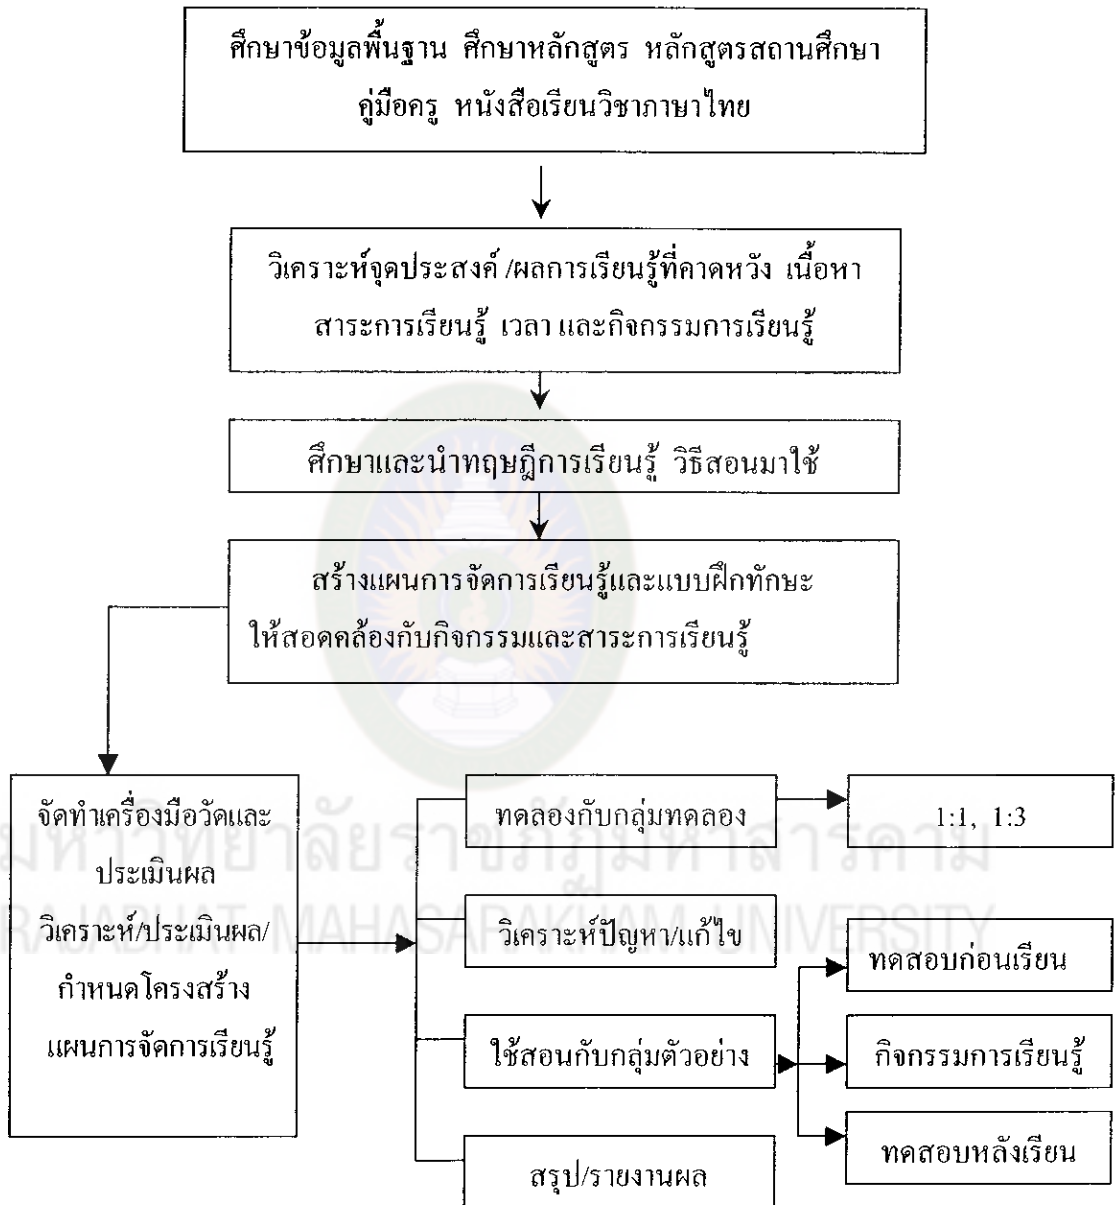 ศึกษาข้อมูลพื้นฐาน ศึกษาหลักสูตร หลักสูตรสถานศึกษา
คู่มือครู หนังสือเรียนวิชาภาษาไทย
วิเคราะห์จุดประสงค์ /ผลการเรียนรู้ที่คาดหวัง เนื้อหา
สาระการเรียนรู้ เวลา และกิจกรรมการเรียนรู้
ศึกษาและนำทฤษฎีการเรียนรู้ วิธีสอนมาใช้
สร้างแผนการจัดการเรียนรู้และแบบฝึกทักษะ
ให้สอดคล้องกับกิจกรรมและสาระการเรียนรู้
จัดทำเครื่องมือวัดและ
ประเมินผล
วิเคราะห์/ประเมินผล/
กำหนดโครงสร้าง
แผนการจัดการเรียนรู้
ทดลองกับกลุ่มทดลอง
1:1, 1:3
วิเคราะห์ปัญหา/แก้ไข
ใช้สอนกับกลุ่มตัวอย่าง
ทดสอบก่อนเรียน
กิจกรรมการเรียนรู้
ทดสอบหลังเรียน
สรุป/รายงานผล
มหาวิทยาลัยราชภัฏมหาสารคาม
RAJABHAT MAHASARAKHAM UNIVERSITY